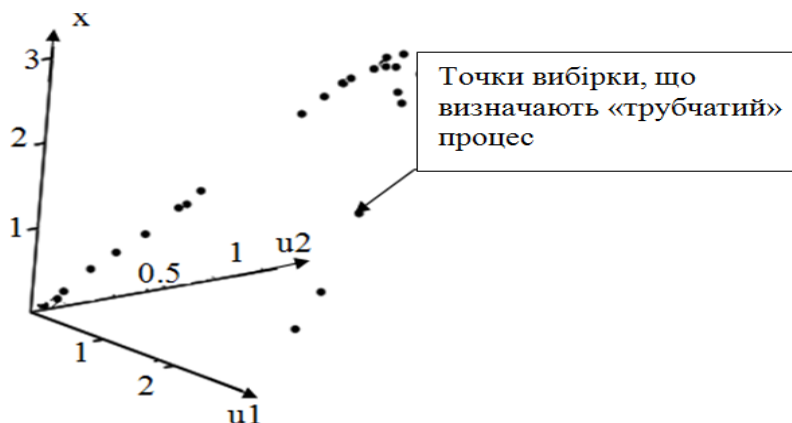 x
3
Точки вибірки, що
визначають «трубчатий»
процес
2
1
1
u2
0.5
1
2
u1